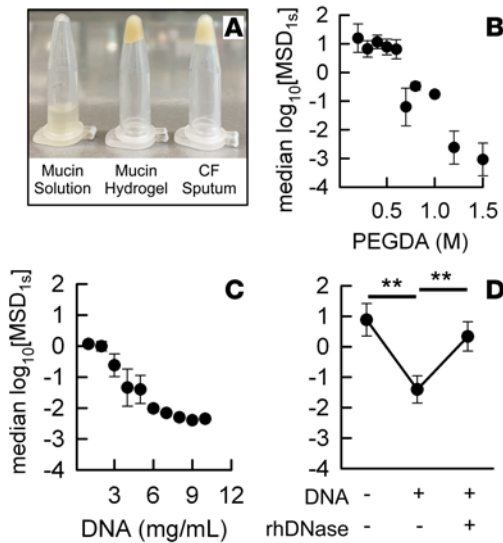 A
Mucin Solution
Mucin Hydrogel
CF Sputum
B
median log10[MSD1s]
2
1
0
-1
-2
-3
-4
0.5 1.0 1.5
PEGDA (M)
C
median log10[MSD1s]
2
1
0
-1
-2
-3
-4
3 6 9 12
DNA (mg/mL)
D
** **
2
1
0
-1
-2
-3
-4
DNA - + +
rhDNase - - +